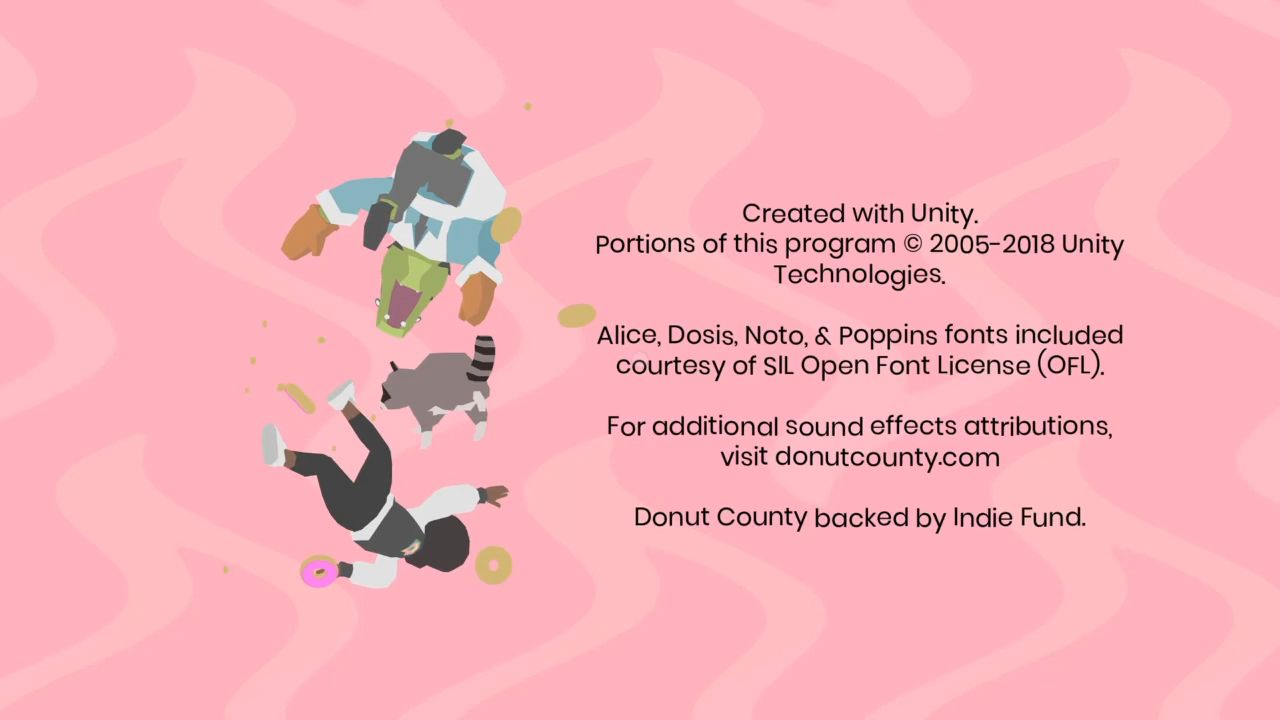 Created with Unity.
Portions of this program © 2005-2018 Unity
Technologies.
Alice, Dosis, Noto, & Poppins fonts included
courtesy of SIL Open Font License (OFL).
For additional sound effects attributions,
visit donutcounty.com
Donut County backed by Indie Fund.